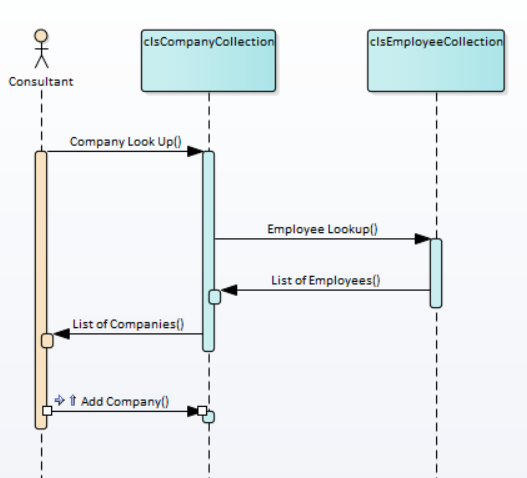 clsCompanyCollection
clsEmployeeCollection
Consultant
Company Look Up()
Employee Lookup()
List of Employees()
List of Companies()
Add Company()